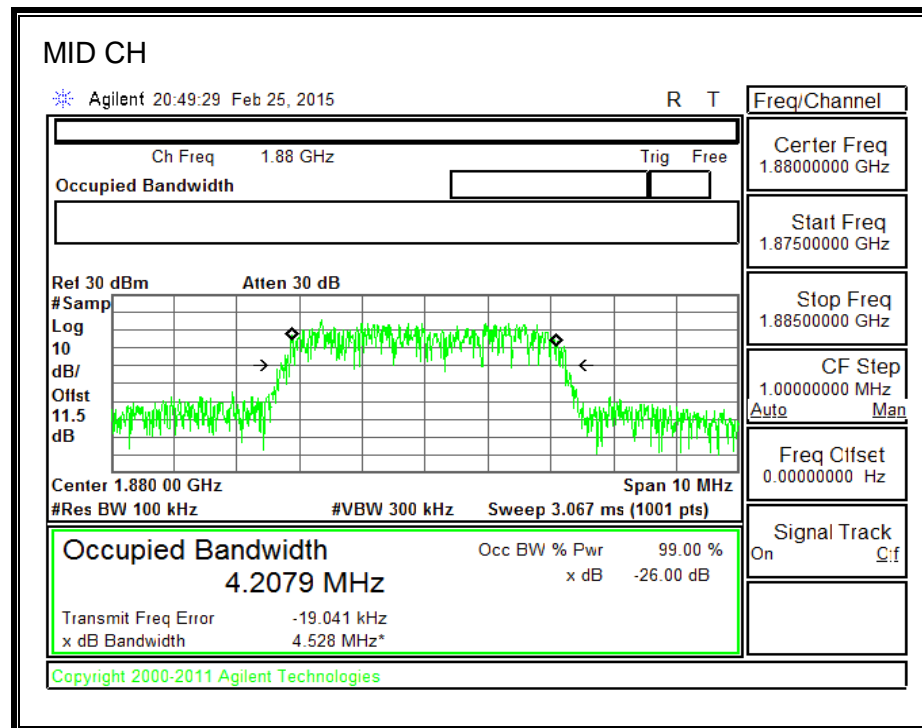 MID CH
Agilent 20:49:29 Feb 25, 2015 R T
Freq/Channel
Ch Freq 1.88 GHz Trig Free
Occupied Bandwidth
Center Freq
1.88000000 GHz
Start Freq
1.87500000 GHz
Stop Freq
1.88500000 GHz
CF Step
1.00000000 MHz
Auto Man
Freq Offset
0.00000000 Hz
Signal Track
On Off
Ref 30 dBm Atten 30 dB
#Samp
Log
10
dB/
Offst
11.5
dB
Center 1.880 00 GHz Span 10 MHz
#Res BW 100 kHz #VBW 300 kHz Sweep 3.067 ms (1001 pts)
Occupied Bandwidth Occ BW % Pwr 99.00 %
4.2079 MHz x dB -26.00 dB
Transmit Freq Error -19.041 kHz
x dB Bandwidth 4.528 MHz*
Copyright 2000-2011 Agilent Technologies